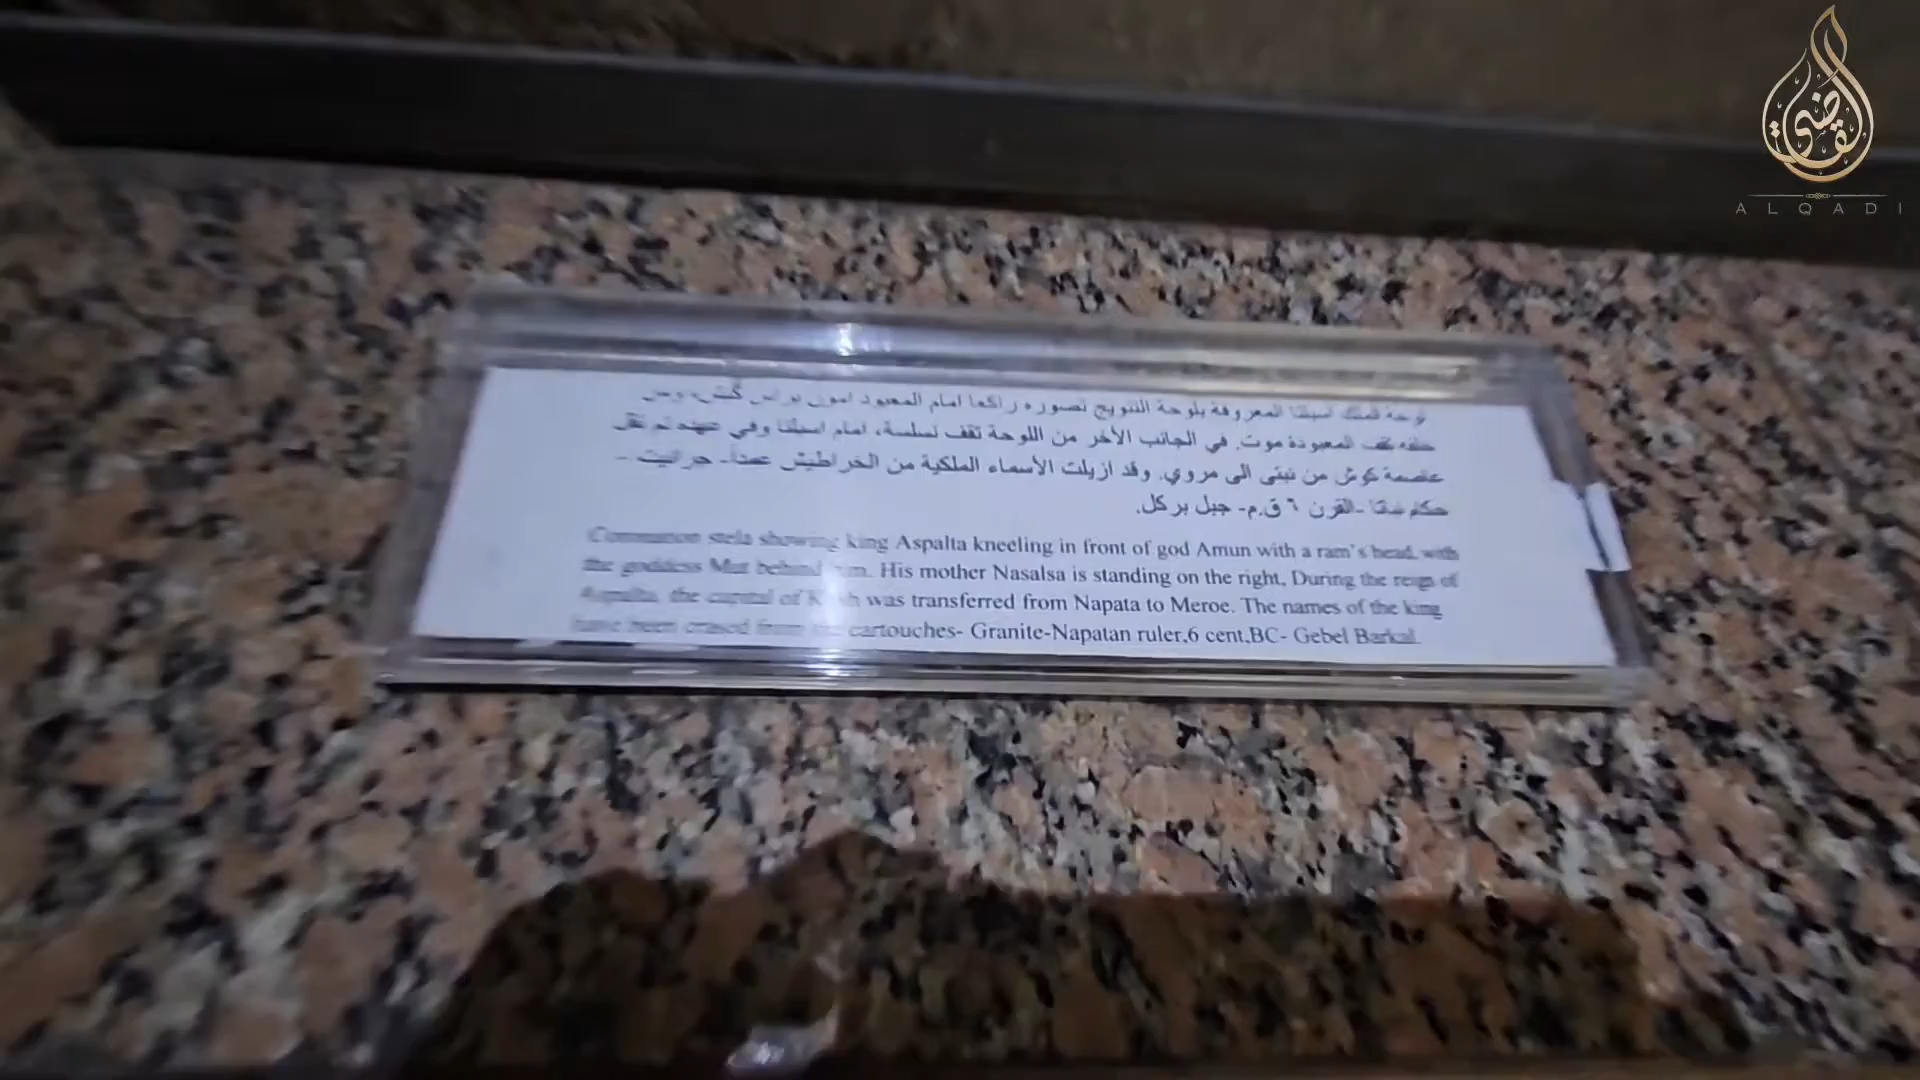 لوحة الملك اسبلتا المعروفة بلوحة التتويج تصوره راكعا امام المعبود امون براس كبش، ومن
خلفه تقف المعبودة موت. في الجانب الآخر من اللوحة تقف نسلسة، امام اسبلتا وفي عهده تم نقل
عاصمة كوش من نبتى الى مروي. وقد ازيلت الأسماء الملكية من الخراطيش عمداً- جرانيت -
حكام نباتا -القرن ٦ ق.م- جبل بركل.
stela showing king Aspalta kneeling in front of god Amun with a ram's head, with
the goddess Mut behind. His mother Nasalsa is standing on the right, During the reign of
Aspalta, the capital of was transferred from Napata to Meroe. The names of the king
have been erased from the cartouches- Granite-Napatan ruler,6 cent,BC- Gebel Barkal.
القاضي
ALQADI